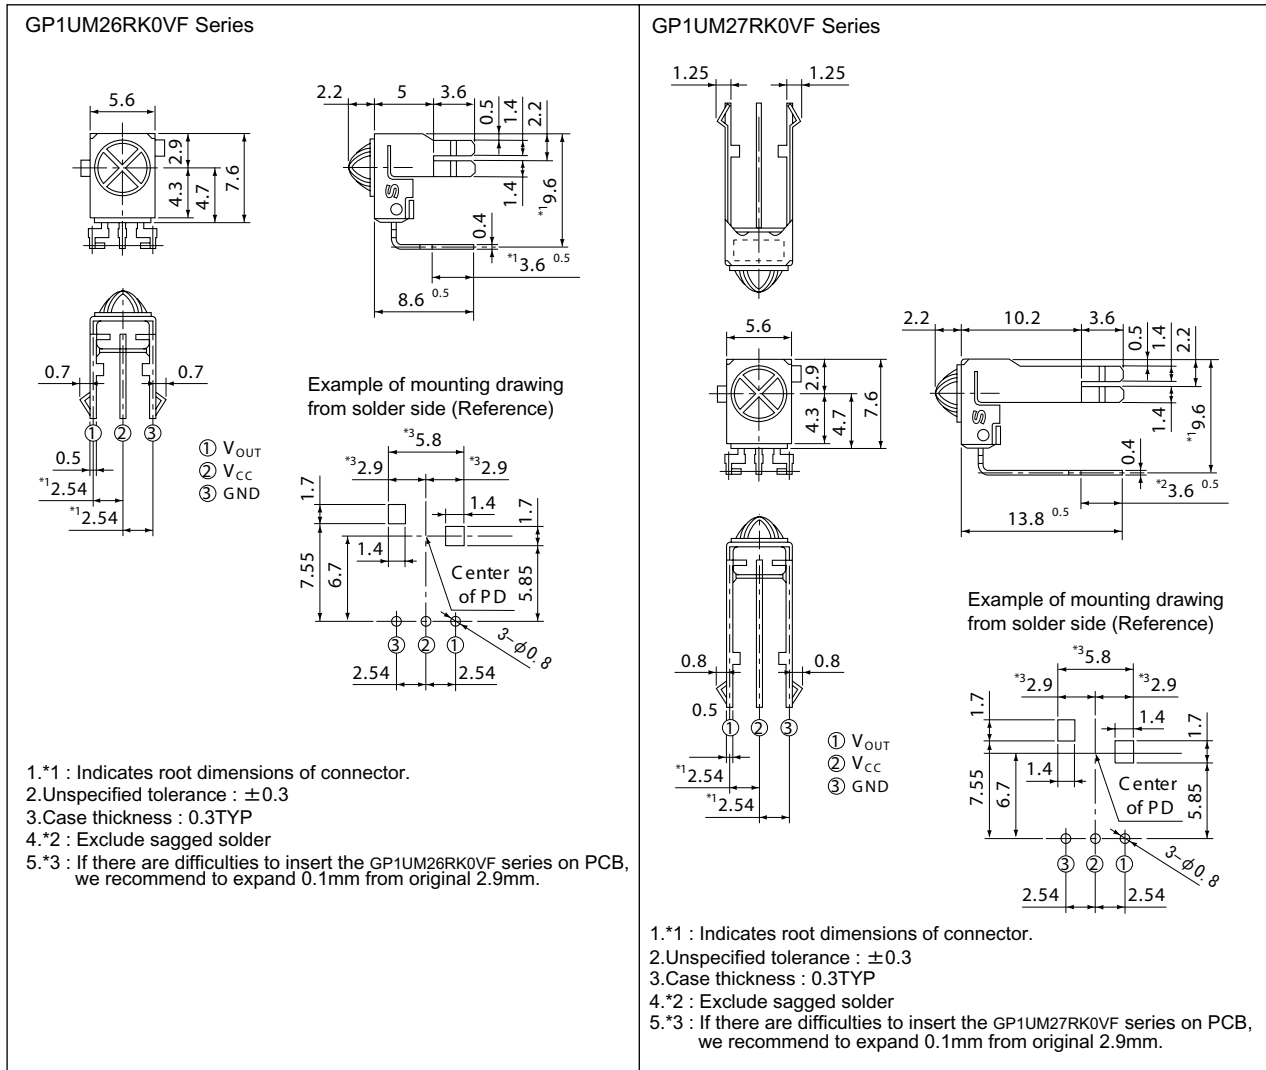 GP1UM26RK0VF Series
5.6
2.9
4.3
4.7
7.6
2.2
5
3.6
0.5
1.4
2.2
1.4
*19.6
0.4
*13.6 0.5
8.6 0.5
S
0.7
0.7
① ② ③
0.5
*12.54
*12.54
① VOUT
② VCC
③ GND
Example of mounting drawing
from solder side (Reference)
*35.8
*32.9
*32.9
1.7
1.4
1.7
1.4
7.55
6.7
5.85
Center
of PD
③ ② ①
3-φ0.8
2.54
2.54
1.*1 : Indicates root dimensions of connector.
2.Unspecified tolerance : ±0.3
3.Case thickness : 0.3TYP
4.*2 : Exclude sagged solder
5.*3 : If there are difficulties to insert the GP1UM26RK0VF series on PCB,
we recommend to expand 0.1mm from original 2.9mm.
GP1UM27RK0VF Series
1.25
1.25
5.6
2.9
4.3
4.7
7.6
2.2
10.2
3.6
0.5
1.4
2.2
1.4
*19.6
0.4
*23.6 0.5
13.8 0.5
S
0.8
0.8
0.5
① ② ③
*12.54
*12.54
① VOUT
② VCC
③ GND
Example of mounting drawing
from solder side (Reference)
*35.8
*32.9
*32.9
1.7
1.4
1.7
1.4
7.55
6.7
5.85
Center
of PD
③ ② ①
3-φ0.8
2.54
2.54
1.*1 : Indicates root dimensions of connector.
2.Unspecified tolerance : ±0.3
3.Case thickness : 0.3TYP
4.*2 : Exclude sagged solder
5.*3 : If there are difficulties to insert the GP1UM27RK0VF series on PCB,
we recommend to expand 0.1mm from original 2.9mm.